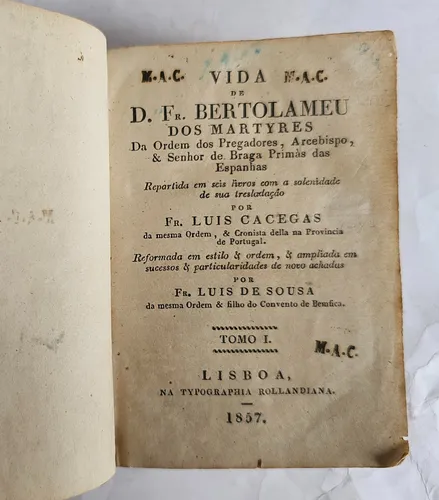 M.A.C. VIDA M.A.C.
DE
D. Fr. BERTOLAMEU
DOS MARTYRES
Da Ordem dos Pregadores, Arcebispo,
& Senhor de Braga Primàs das
Espanhas
Repartida em seis livros com a solenidade
de sua tresladação
POR
Fr. LUIS CACEGAS
da mesma Ordem, & Cronista della na Provincia
de Portugal.
Reformada em estilo & ordem, & ampliada em
sucessos & particularidades de novo achadas
POR
Fr. LUIS DE SOUSA
da mesma Ordem & filho do Convento de Bemfica.
TOMO I.
M.A.C.
LISBOA,
NA TYPOGRAPHIA ROLLANDIANA.
1857.